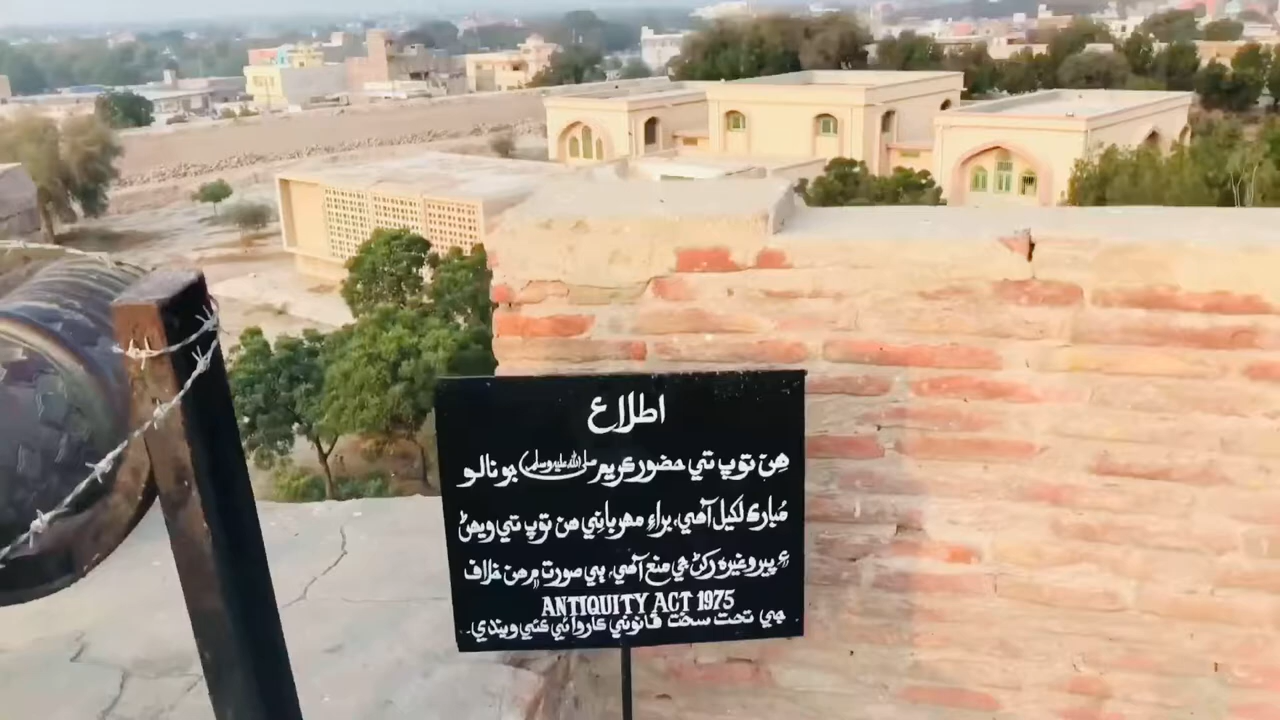 اطلاع
هِن توپ تي حضور ڪريم صلى الله عليه وسلم جو نالو
مُبارڪ لکيل آهي، براءِ مهرباني هن توپ تي ويهڻ
۽ پير وغيره رکڻ جي منع آهي، ٻي صورت ۾ هن خلاف
ANTIQUITY ACT 1975
جي تحت سخت قانوني ڪاروائي ڪئي ويندي۔